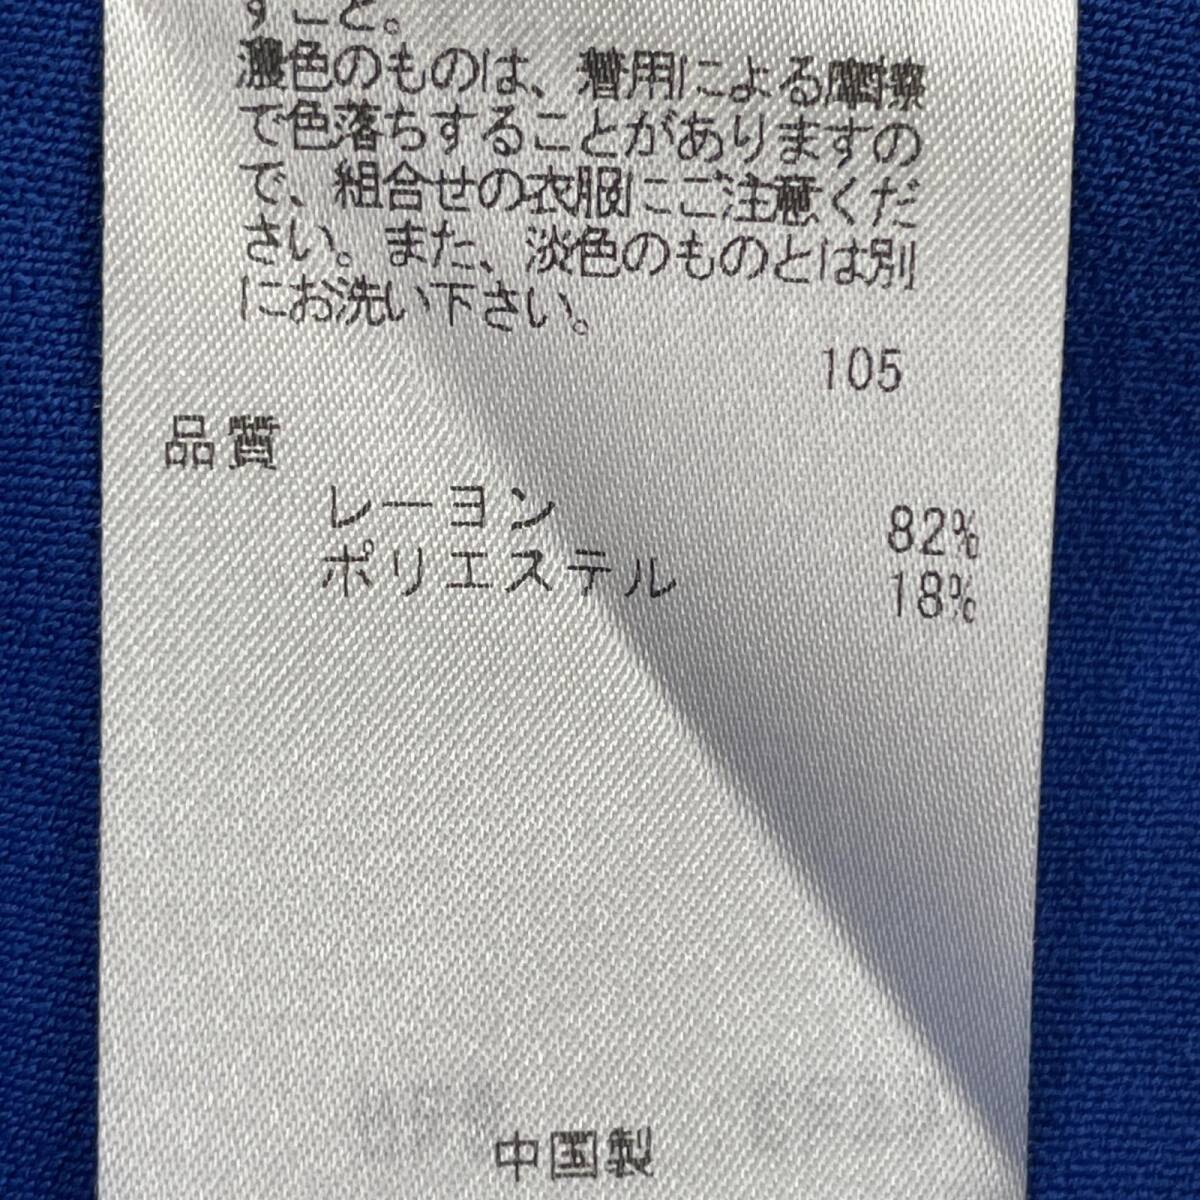 すこと。
濃色のものは、着用による摩擦
で色落ちすることがありますの
で、組合せの衣服にご注意くだ
さい。また、淡色のものとは別
にお洗い下さい。
105
品質
レーヨン 82%
ポリエステル 18%
中国製